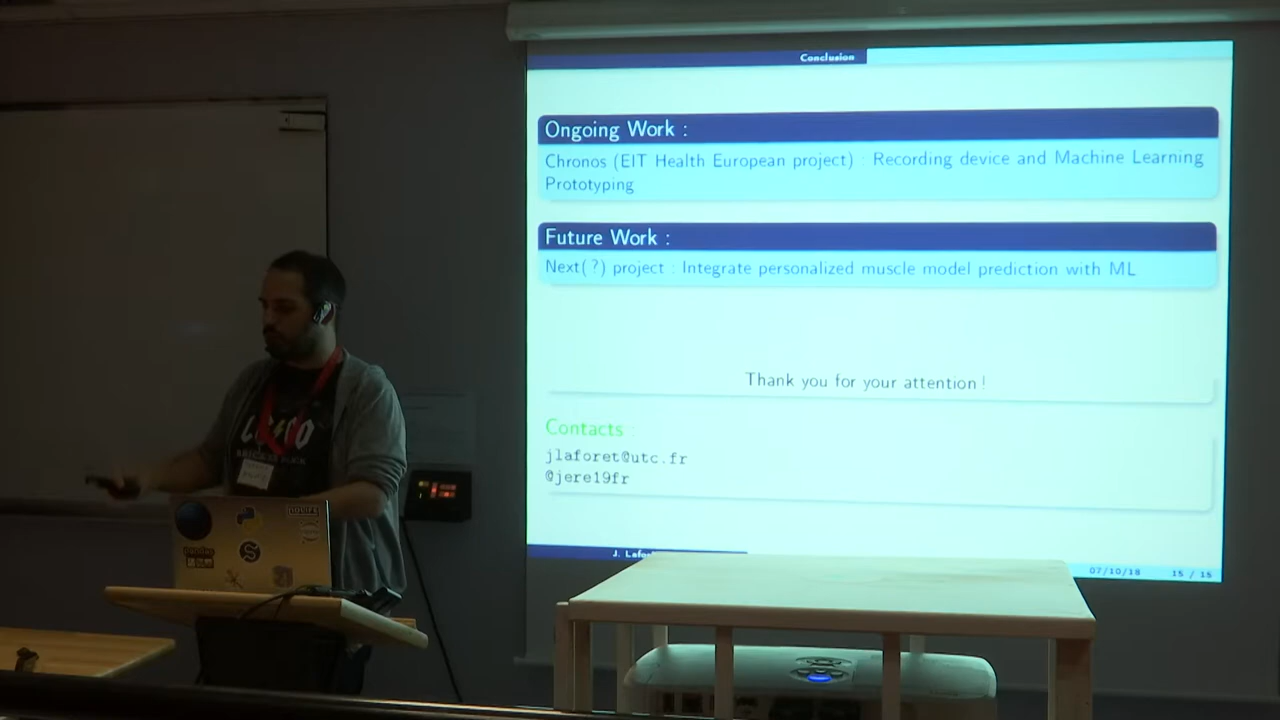 Conclusion
Ongoing Work :
Chronos (EIT Health European project) : Recording device and Machine Learning
Prototyping
Future Work :
Next(?) project : Integrate personalized muscle model prediction with ML
Thank you for your attention !
Contacts :
jlaforet@utc.fr
@jere19fr
J. Lafor
07/10/18
15 / 15